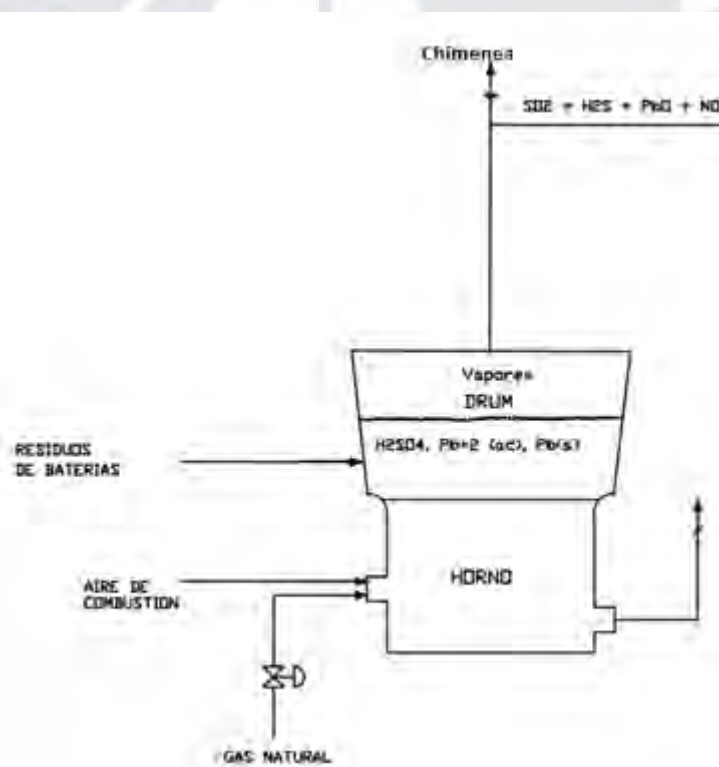 Chimenea
SO2 + H2S + PbO + NO
Vapores
DRUM
H2SO4, Pb+2 (ac), Pb(s)
RESIDUOS
DE BATERIAS
HORNO
AIRE DE
COMBUSTION
GAS NATURAL